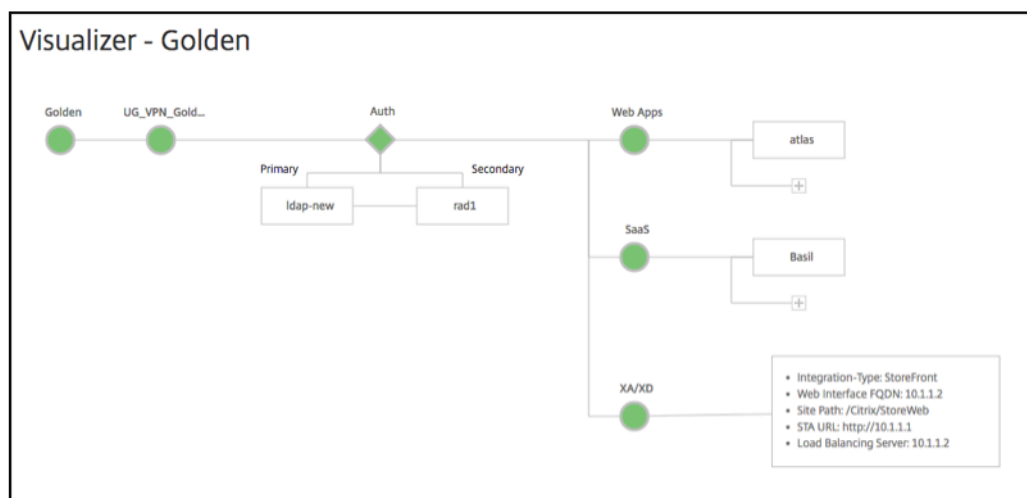 Visualizer - Golden
Golden
UG_VPN_Gold...
Auth
Primary
Secondary
ldap-new
rad1
Web Apps
atlas
SaaS
Basil
XA/XD
• Integration-Type: StoreFront
• Web Interface FQDN: 10.1.1.2
• Site Path: /Citrix/StoreWeb
• STA URL: http://10.1.1.1
• Load Balancing Server: 10.1.1.2